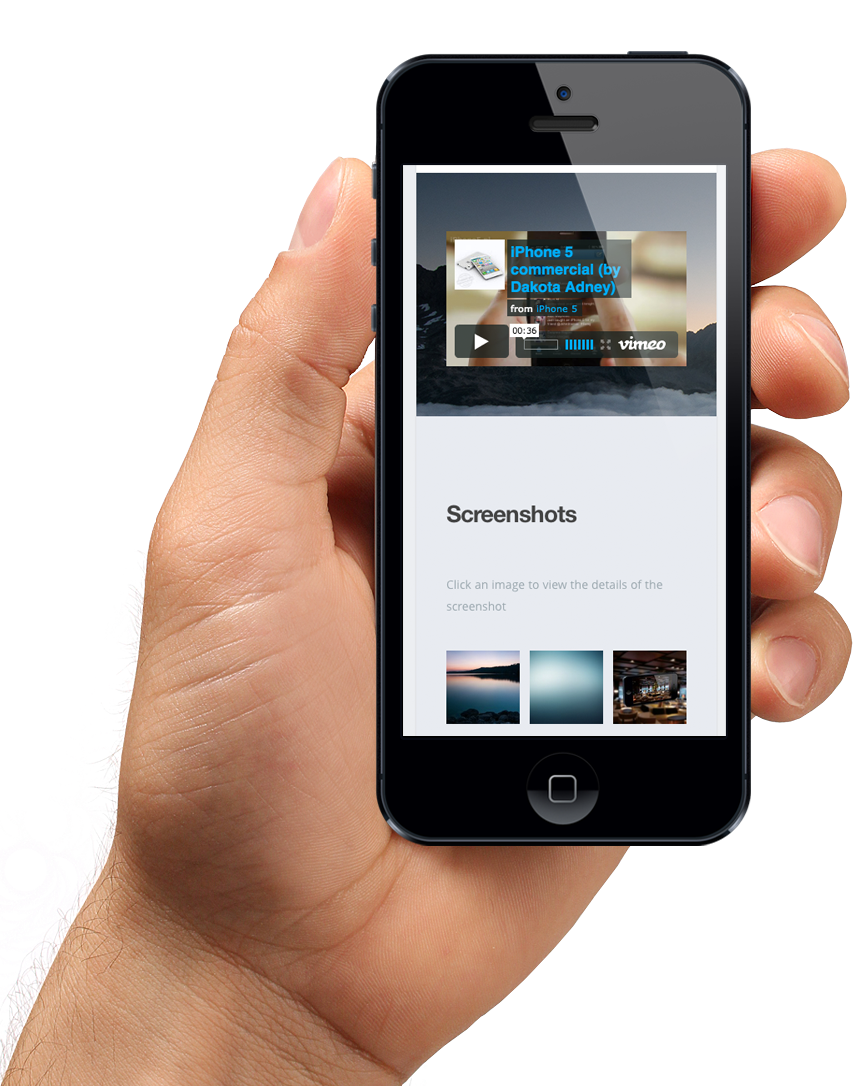 iPhone 5
commercial (by
Dakota Adney)
from iPhone 5
00:36
vimeo
Screenshots
Click an image to view the details of the
screenshot